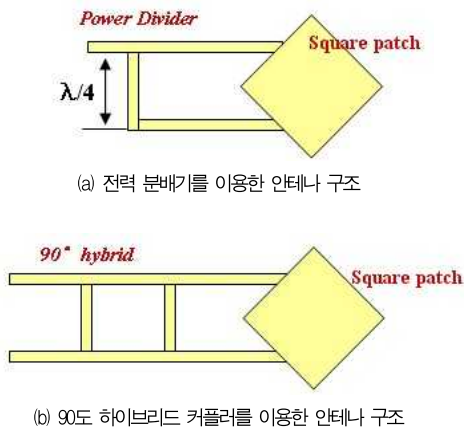 Power Divider
Square patch
λ/4
(a) 전력 분배기를 이용한 안테나 구조
90° hybrid
Square patch
(b) 90도 하이브리드 커플러를 이용한 안테나 구조